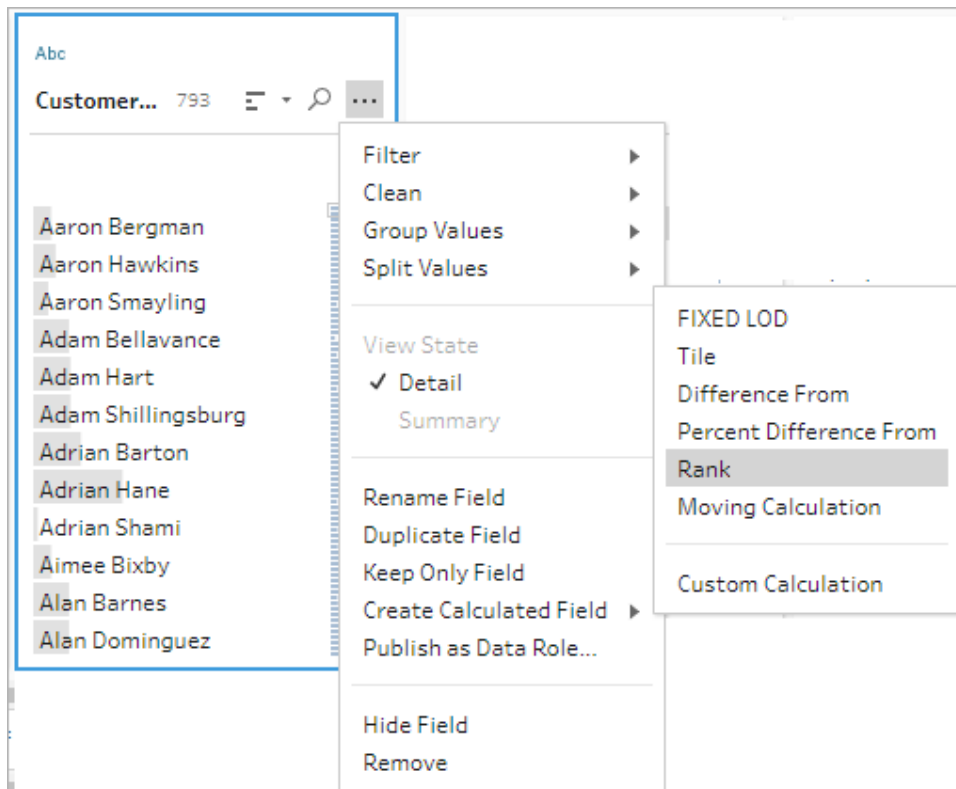 Abc
Customer... 793
Aaron Bergman
Aaron Hawkins
Aaron Smayling
Adam Bellavance
Adam Hart
Adam Shillingsburg
Adrian Barton
Adrian Hane
Adrian Shami
Aimee Bixby
Alan Barnes
Alan Dominguez
Filter
Clean
Group Values
Split Values
View State
Detail
Summary
Rename Field
Duplicate Field
Keep Only Field
Create Calculated Field
Publish as Data Role...
Hide Field
Remove
FIXED LOD
Tile
Difference From
Percent Difference From
Rank
Moving Calculation
Custom Calculation